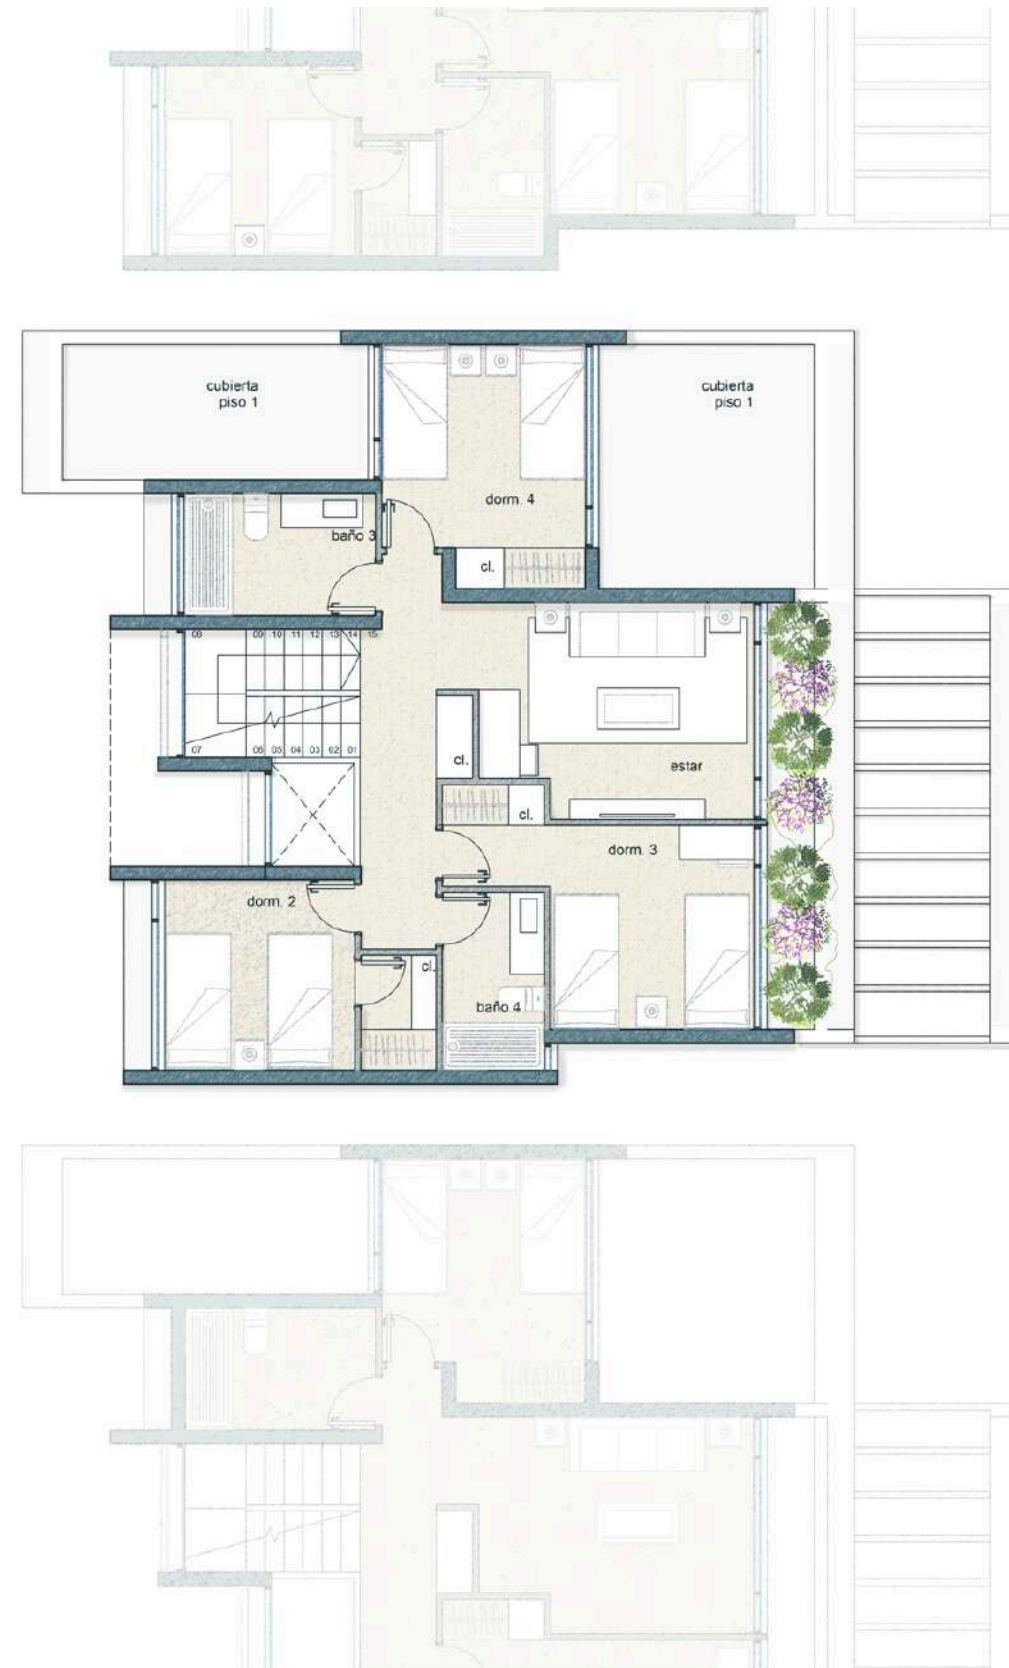 cubierta
piso 1
cubierta
piso 1
dorm. 4
baño 3
cl.
08 09 10 11 12 13 14 15
cl.
estar
07 06 05 04 03 02 01
cl.
dorm. 3
dorm. 2
cl.
baño 4